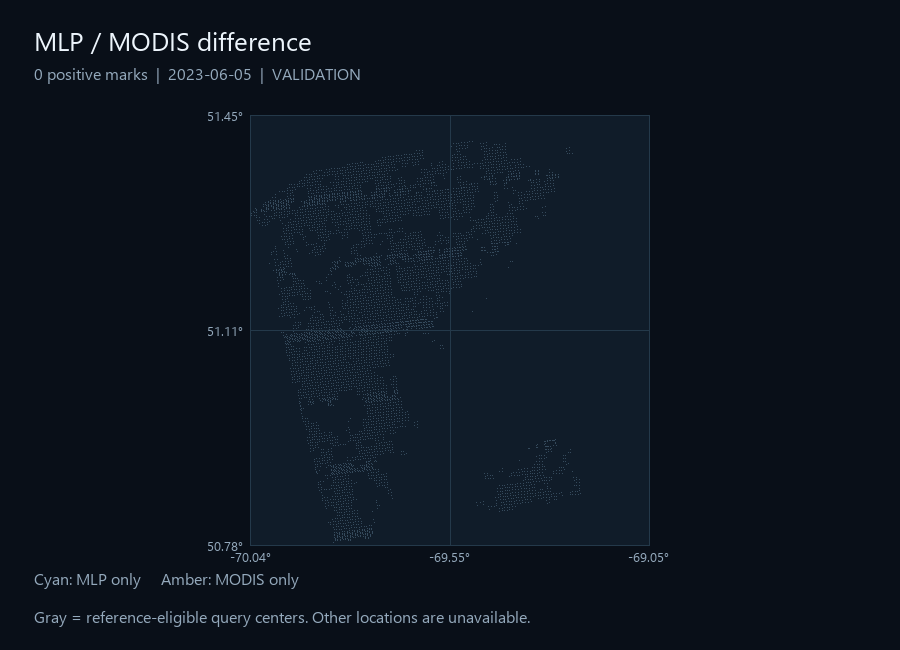 MLP / MODIS difference
0 positive marks | 2023-06-05 | VALIDATION
51.45°
51.11°
50.78°
-70.04° -69.55° -69.05°
Cyan: MLP only Amber: MODIS only
Gray = reference-eligible query centers. Other locations are unavailable.